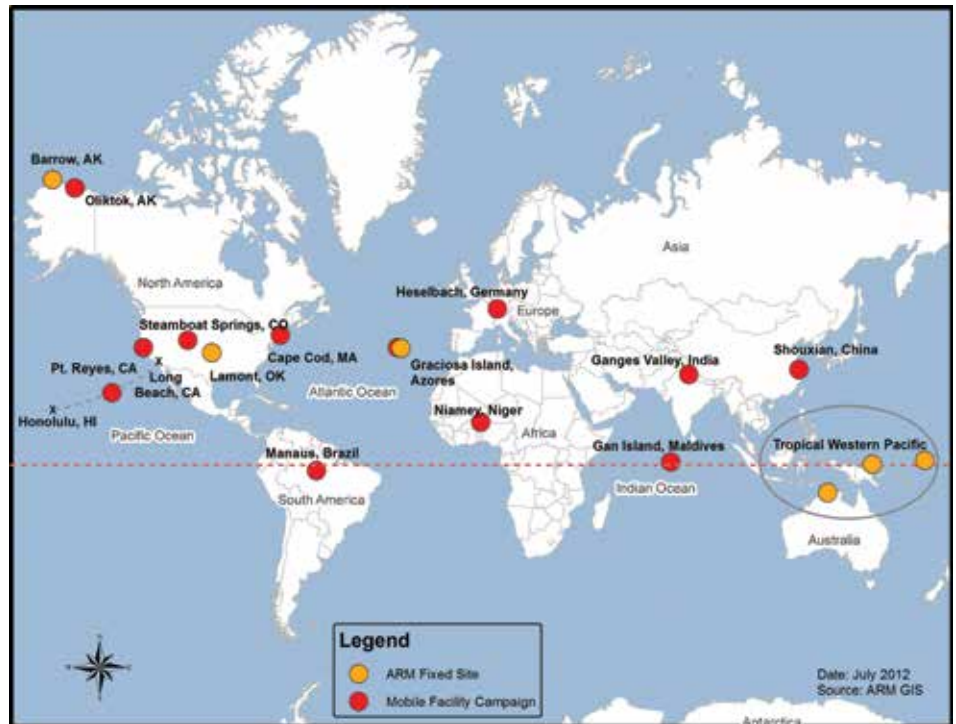 Barrow, AK
Oliktok, AK
North America
Asia
Heselbach, Germany
Europe
Steamboat Springs, CO
Pt. Reyes, CA
Cape Cod, MA
Lamont, OK
Long
Beach, CA
Honolulu, HI
Pacific Ocean
Atlantic Ocean
Graciosa Island,
Azores
Ganges Valley, India
Shouxian, China
Niamey, Niger
Africa
Manaus, Brazil
South America
Gan Island, Maldives
Indian Ocean
Tropical Western Pacific
Australia
Legend
ARM Fixed Site
Mobile Facility Campaign
Date: July 2012
Source: ARM GIS
Antarctica
N